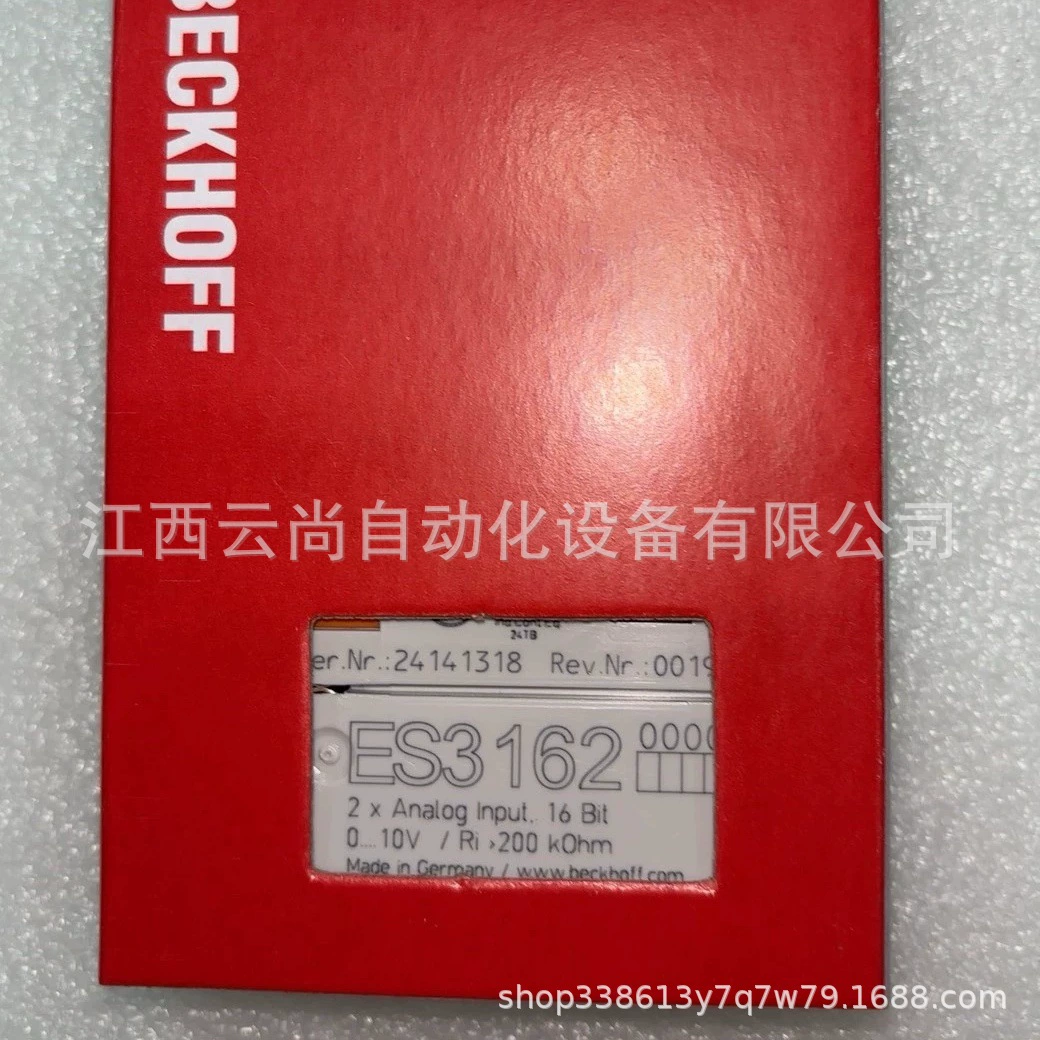 BECKHOFF
江西云尚自动化设备有限公司
24TB
er.Nr.:24141318 Rev.Nr.:0019
ES3162 0000
2 x Analog Input, 16 Bit
0...10V / Ri >200 kOhm
Made in Germany / www.beckhoff.com
shop338613y7q7w79.1688.com